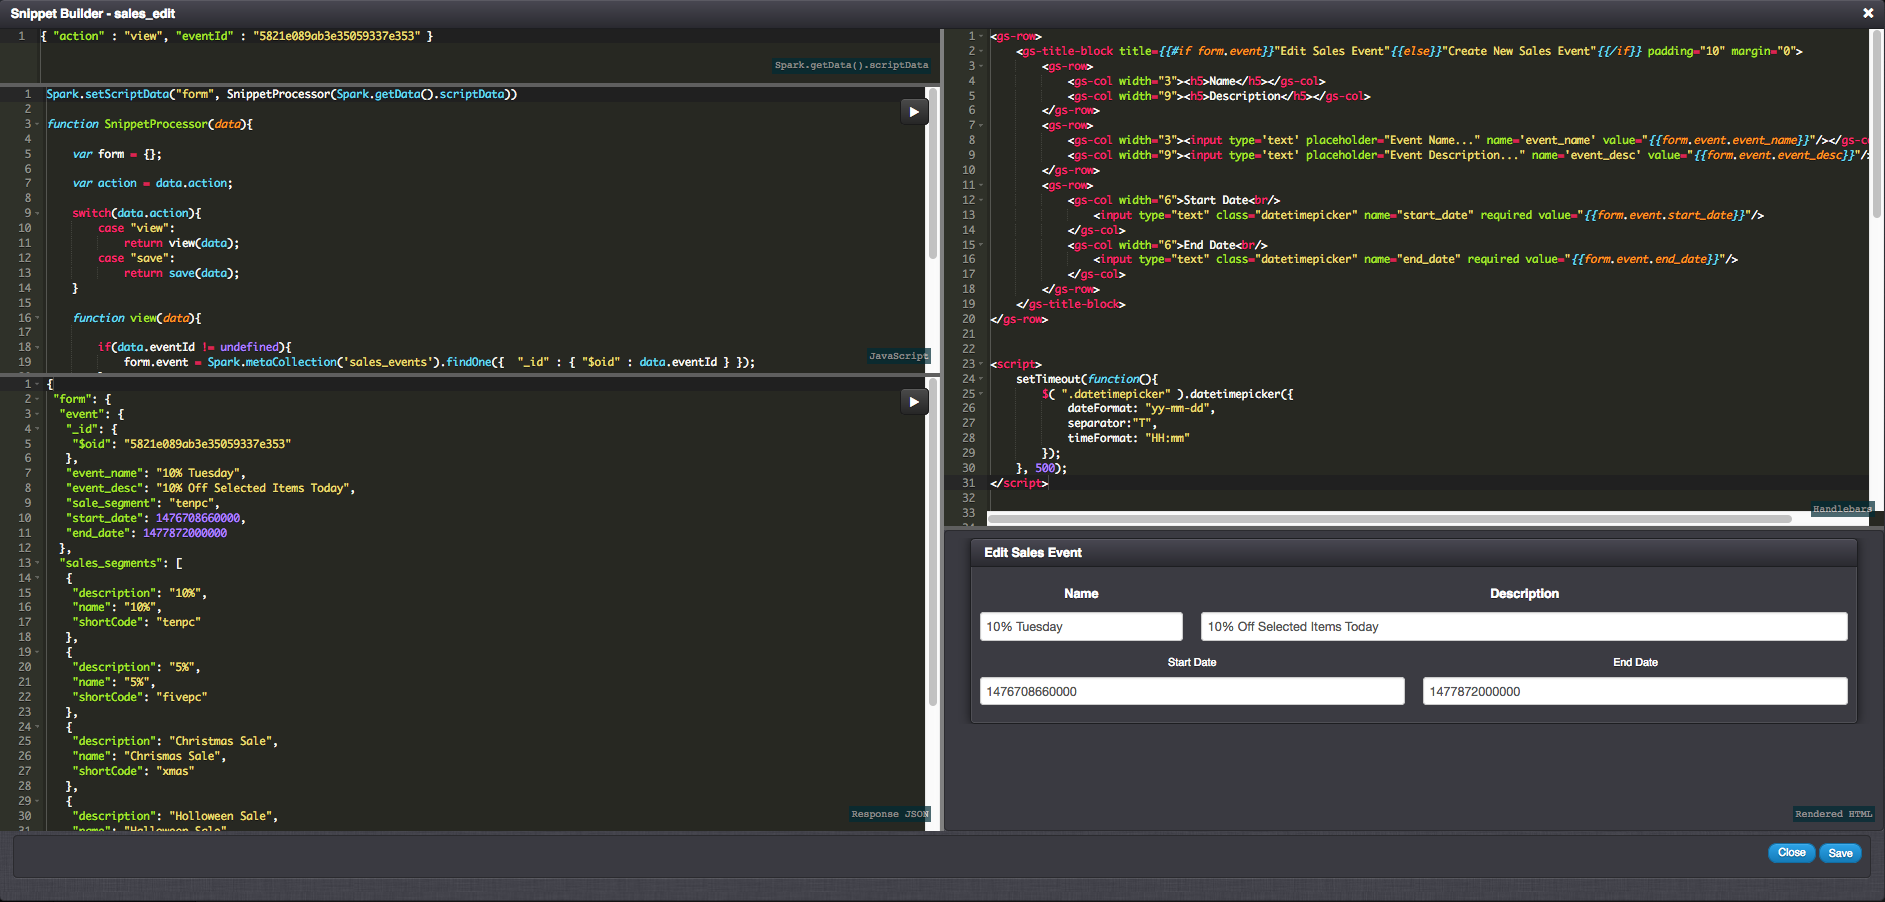 Snippet Builder - sales_edit
1 { "action" : "view", "eventId" : "5821e089ab3e35059337e353" }
Spark.getData().scriptData
1 Spark.setScriptData("form", SnippetProcessor(Spark.getData().scriptData))
2
3 function SnippetProcessor(data){
4
5 var form = {};
6
7 var action = data.action;
8
9 switch(data.action){
10 case "view":
11 return view(data);
12 case "save":
13 return save(data);
14 }
15
16 function view(data){
17
18 if(data.eventId != undefined){
19 form.event = Spark.metaCollection('sales_events').findOne({ "_id" : { "$oid" : data.eventId } });
JavaScript
1 {
2 "form": {
3 "event": {
4 "_id": {
5 "$oid": "5821e089ab3e35059337e353"
6 },
7 "event_name": "10% Tuesday",
8 "event_desc": "10% Off Selected Items Today",
9 "sale_segment": "tenpc",
10 "start_date": 1476708660000,
11 "end_date": 1477872000000
12 },
13 "sales_segments": [
14 {
15 "description": "10%",
16 "name": "10%",
17 "shortCode": "tenpc"
18 },
19 {
20 "description": "5%",
21 "name": "5%",
22 "shortCode": "fivepc"
23 },
24 {
25 "description": "Christmas Sale",
26 "name": "Chrismas Sale",
27 "shortCode": "xmas"
28 },
29 {
30 "description": "Holloween Sale",
31 "name": "Holloween Sale"
Response JSON
1 <gs-row>
2 <gs-title-block title={{#if form.event}}"Edit Sales Event"{{else}}"Create New Sales Event"{{/if}} padding="10" margin="0">
3 <gs-row>
4 <gs-col width="3"><h5>Name</h5></gs-col>
5 <gs-col width="9"><h5>Description</h5></gs-col>
6 </gs-row>
7 <gs-row>
8 <gs-col width="3"><input type='text' placeholder="Event Name..." name='event_name' value="{{form.event.event_name}}"/></gs-c
9 <gs-col width="9"><input type='text' placeholder="Event Description..." name='event_desc' value="{{form.event.event_desc}}"/>
10 </gs-row>
11 <gs-row>
12 <gs-col width="6">Start Date<br/>
13 <input type="text" class="datetimepicker" name="start_date" required value="{{form.event.start_date}}"/>
14 </gs-col>
15 <gs-col width="6">End Date<br/>
16 <input type="text" class="datetimepicker" name="end_date" required value="{{form.event.end_date}}"/>
17 </gs-col>
18 </gs-row>
19 </gs-title-block>
20 </gs-row>
21
22
23 <script>
24 setTimeout(function(){
25 $( ".datetimepicker" ).datetimepicker({
26 dateFormat: "yy-mm-dd",
27 separator:"T",
28 timeFormat: "HH:mm"
29 });
30 }, 500);
31 </script>
32
33
Handlebars
Edit Sales Event
Name Description
10% Tuesday 10% Off Selected Items Today
Start Date End Date
1476708660000 1477872000000
Rendered HTML
Close Save